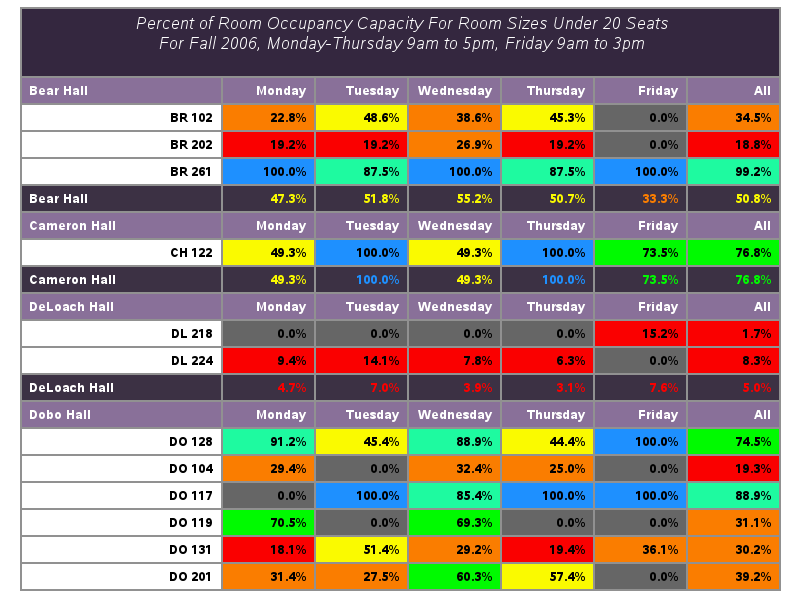 Percent of Room Occupancy Capacity For Room Sizes Under 20 Seats
For Fall 2006, Monday-Thursday 9am to 5pm, Friday 9am to 3pm
Bear Hall Monday Tuesday Wednesday Thursday Friday All
BR 102 22.8% 48.6% 38.6% 45.3% 0.0% 34.5%
BR 202 19.2% 19.2% 26.9% 19.2% 0.0% 18.8%
BR 261 100.0% 87.5% 100.0% 87.5% 100.0% 99.2%
Bear Hall 47.3% 51.8% 55.2% 50.7% 33.3% 50.8%
Cameron Hall Monday Tuesday Wednesday Thursday Friday All
CH 122 49.3% 100.0% 49.3% 100.0% 73.5% 76.8%
Cameron Hall 49.3% 100.0% 49.3% 100.0% 73.5% 76.8%
DeLoach Hall Monday Tuesday Wednesday Thursday Friday All
DL 218 0.0% 0.0% 0.0% 0.0% 15.2% 1.7%
DL 224 9.4% 14.1% 7.8% 6.3% 0.0% 8.3%
DeLoach Hall 4.7% 7.0% 3.9% 3.1% 7.6% 5.0%
Dobo Hall Monday Tuesday Wednesday Thursday Friday All
DO 128 91.2% 45.4% 88.9% 44.4% 100.0% 74.5%
DO 104 29.4% 0.0% 32.4% 25.0% 0.0% 19.3%
DO 117 0.0% 100.0% 85.4% 100.0% 100.0% 88.9%
DO 119 70.5% 0.0% 69.3% 0.0% 0.0% 31.1%
DO 131 18.1% 51.4% 29.2% 19.4% 36.1% 30.2%
DO 201 31.4% 27.5% 60.3% 57.4% 0.0% 39.2%